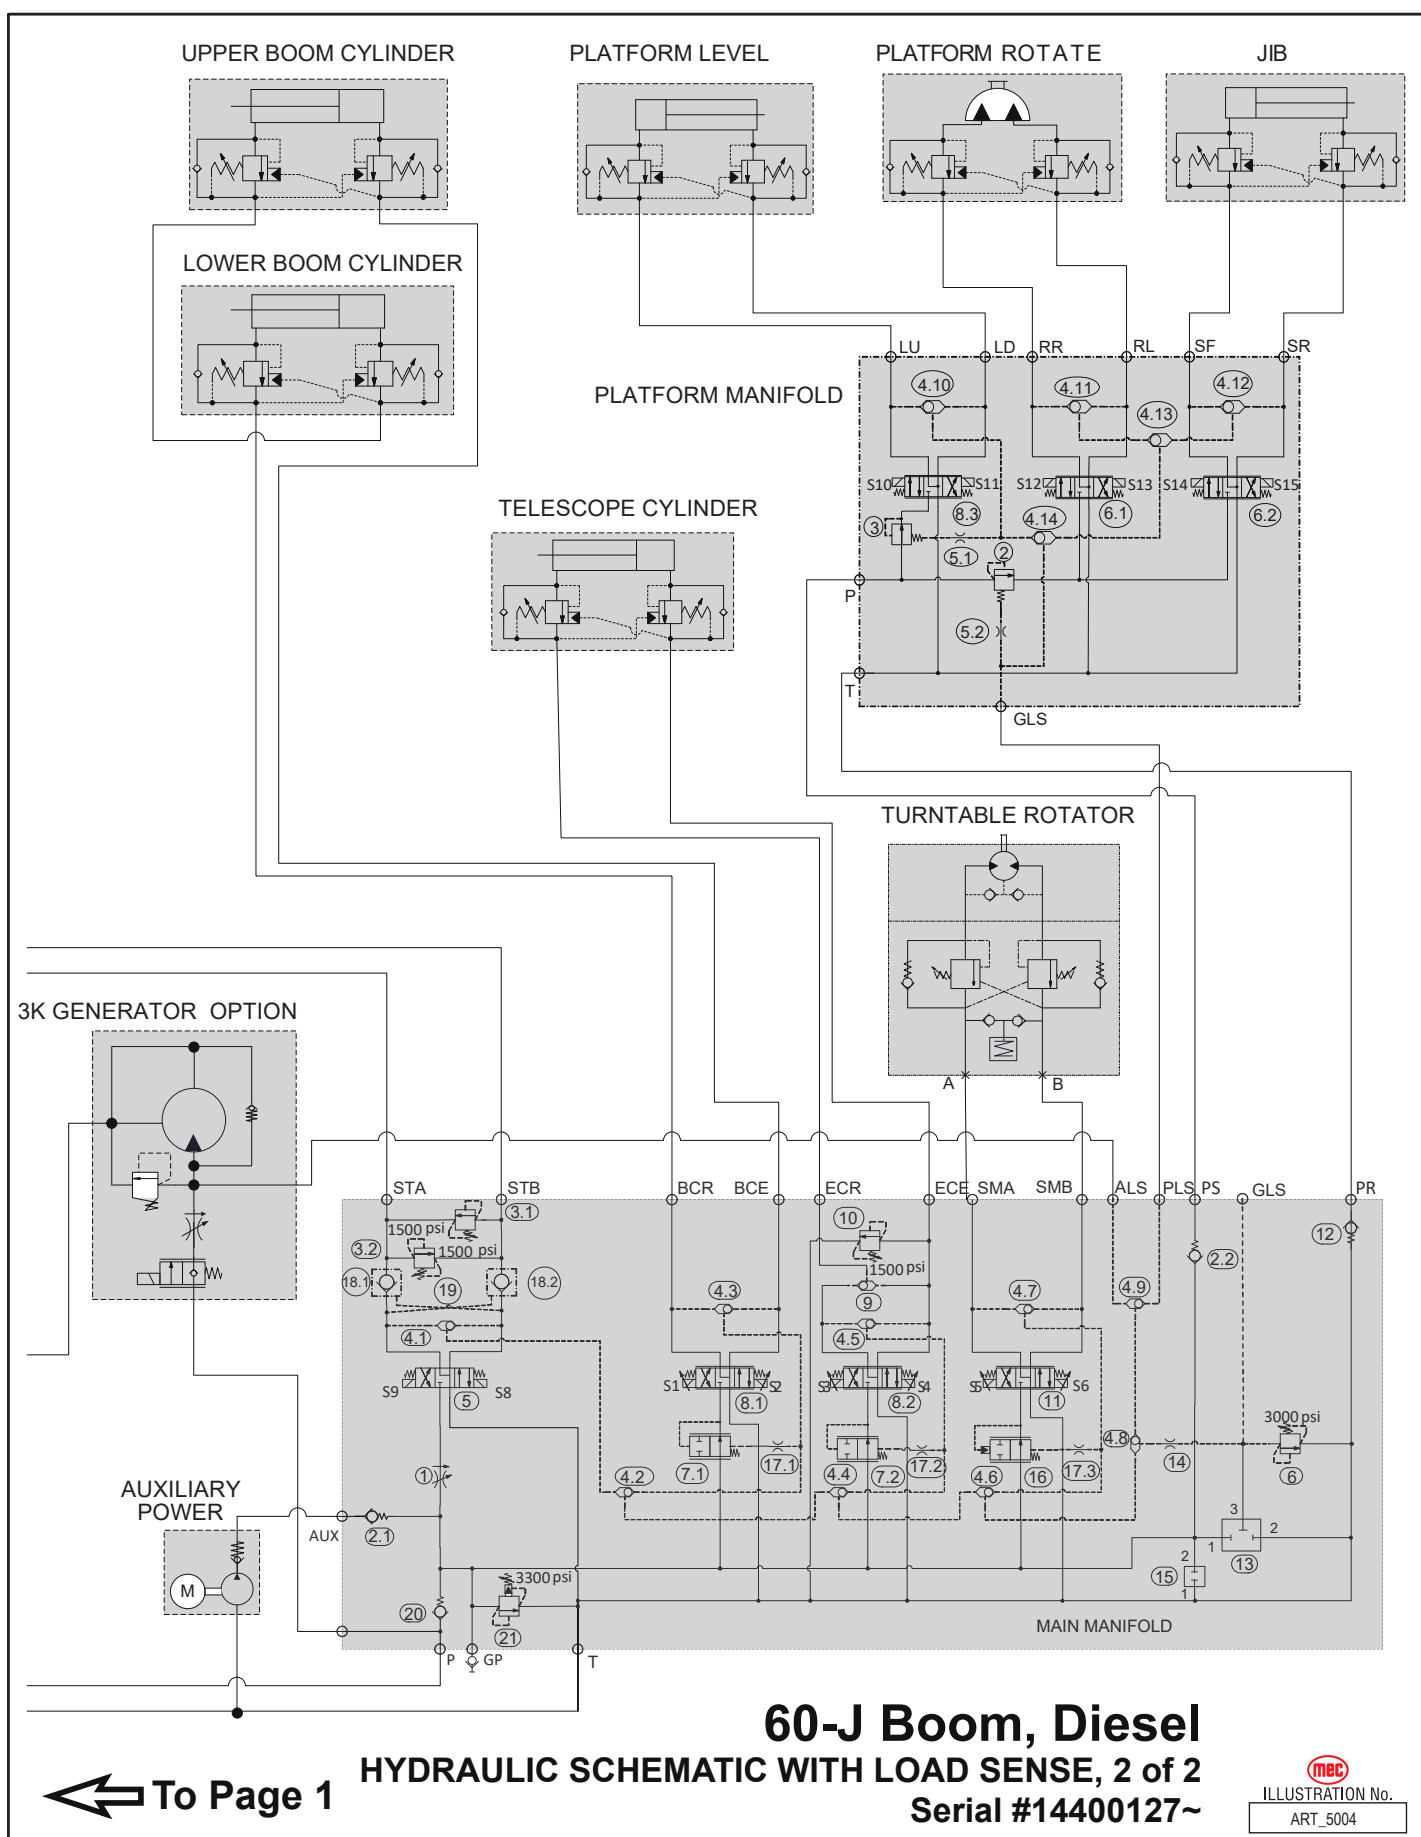 UPPER BOOM CYLINDER
PLATFORM LEVEL
PLATFORM ROTATE
JIB
LOWER BOOM CYLINDER
LU
LD
RR
RL
SF
SR
PLATFORM MANIFOLD
4.10
4.11
4.12
4.13
S10
S11
S12
S13
S14
S15
8.3
6.1
6.2
3
5.1
4.14
2
TELESCOPE CYLINDER
P
5.2
T
GLS
TURNTABLE ROTATOR
3K GENERATOR OPTION
A
B
STA
STB
BCR
BCE
ECR
ECE
SMA
SMB
ALS
PLS
PS
GLS
PR
3.1
1500 psi
3.2
1500 psi
10
1500 psi
12
2.2
18.1
19
18.2
4.3
9
4.7
4.9
4.1
4.5
S9
5
S8
S1
S2
8.1
S3
S4
8.2
S5
S6
11
3000 psi
4.8
14
6
7.1
17.1
7.2
17.2
16
17.3
1
4.2
4.4
4.6
AUXILIARY
POWER
AUX
2.1
3
1
2
13
2
15
1
M
3300 psi
20
21
MAIN MANIFOLD
P
GP
T
60-J Boom, Diesel
HYDRAULIC SCHEMATIC WITH LOAD SENSE, 2 of 2
Serial #14400127~
To Page 1
mec
ILLUSTRATION No.
ART_5004